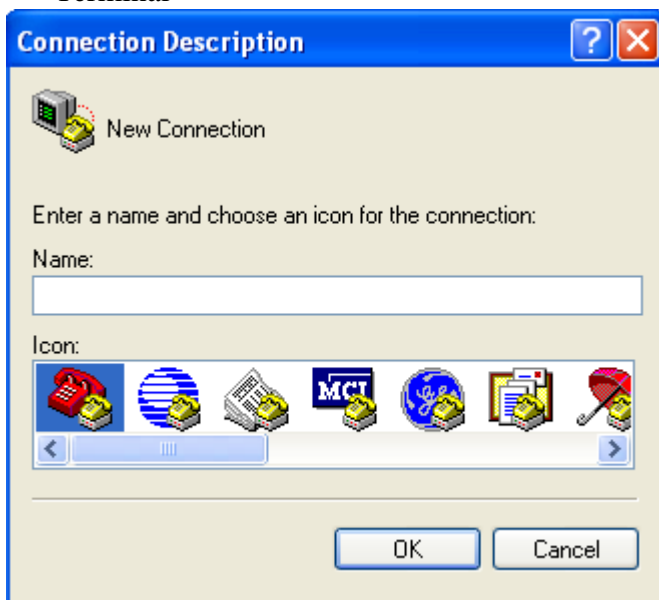 Connection Description
New Connection
Enter a name and choose an icon for the connection:
Name:
Icon:
MCI
OK
Cancel